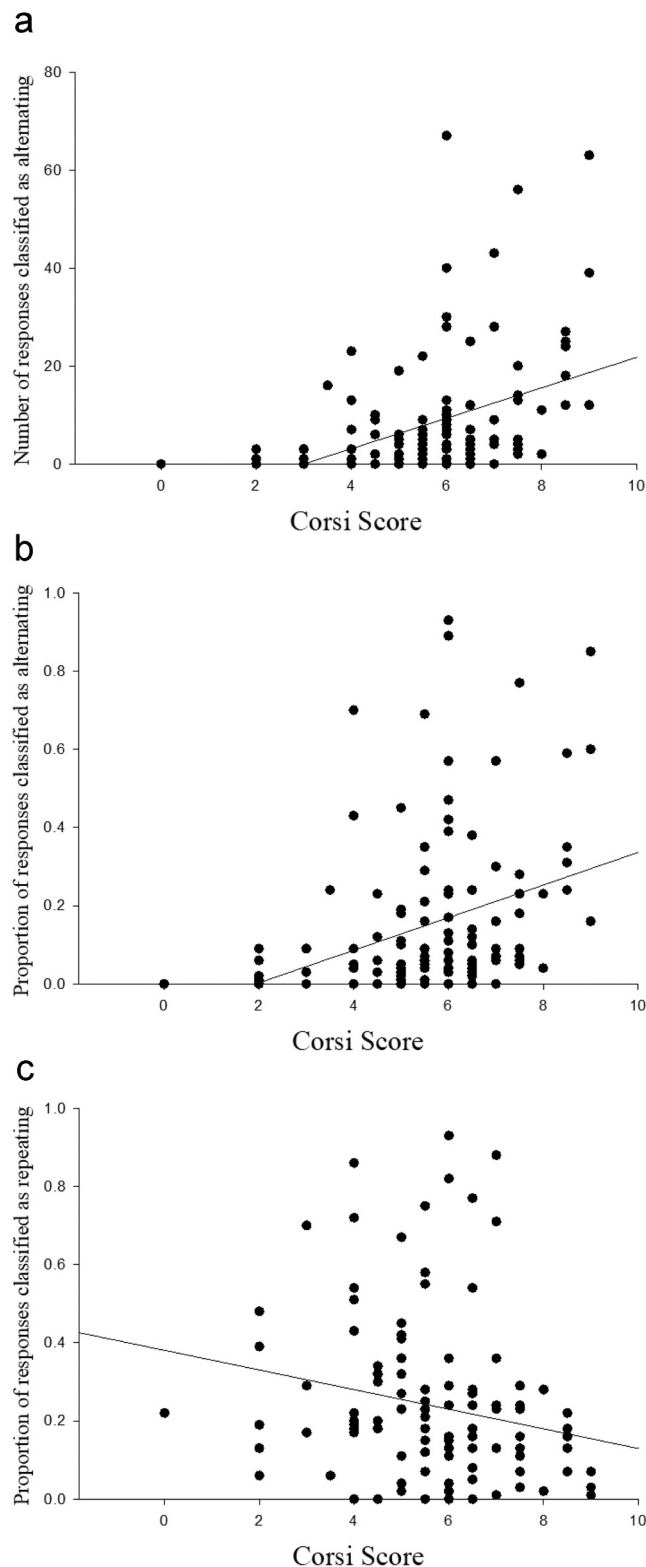 a
Number of responses classified as alternating
80
60
40
20
0
0 2 4 6 8 10
Corsi Score
b
Proportion of responses classified as alternating
1.0
0.8
0.6
0.4
0.2
0.0
0 2 4 6 8 10
Corsi Score
c
Proportion of responses classified as repeating
1.0
0.8
0.6
0.4
0.2
0.0
0 2 4 6 8 10
Corsi Score